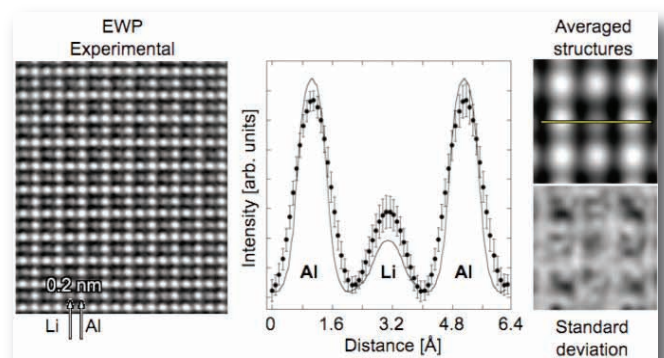 EWP
Experimental
0.2 nm
Li
Al
Intensity [arb. units]
Al
Li
Al
0
1.6
3.2
4.8
6.4
Distance [Å]
Averaged
structures
Standard
deviation